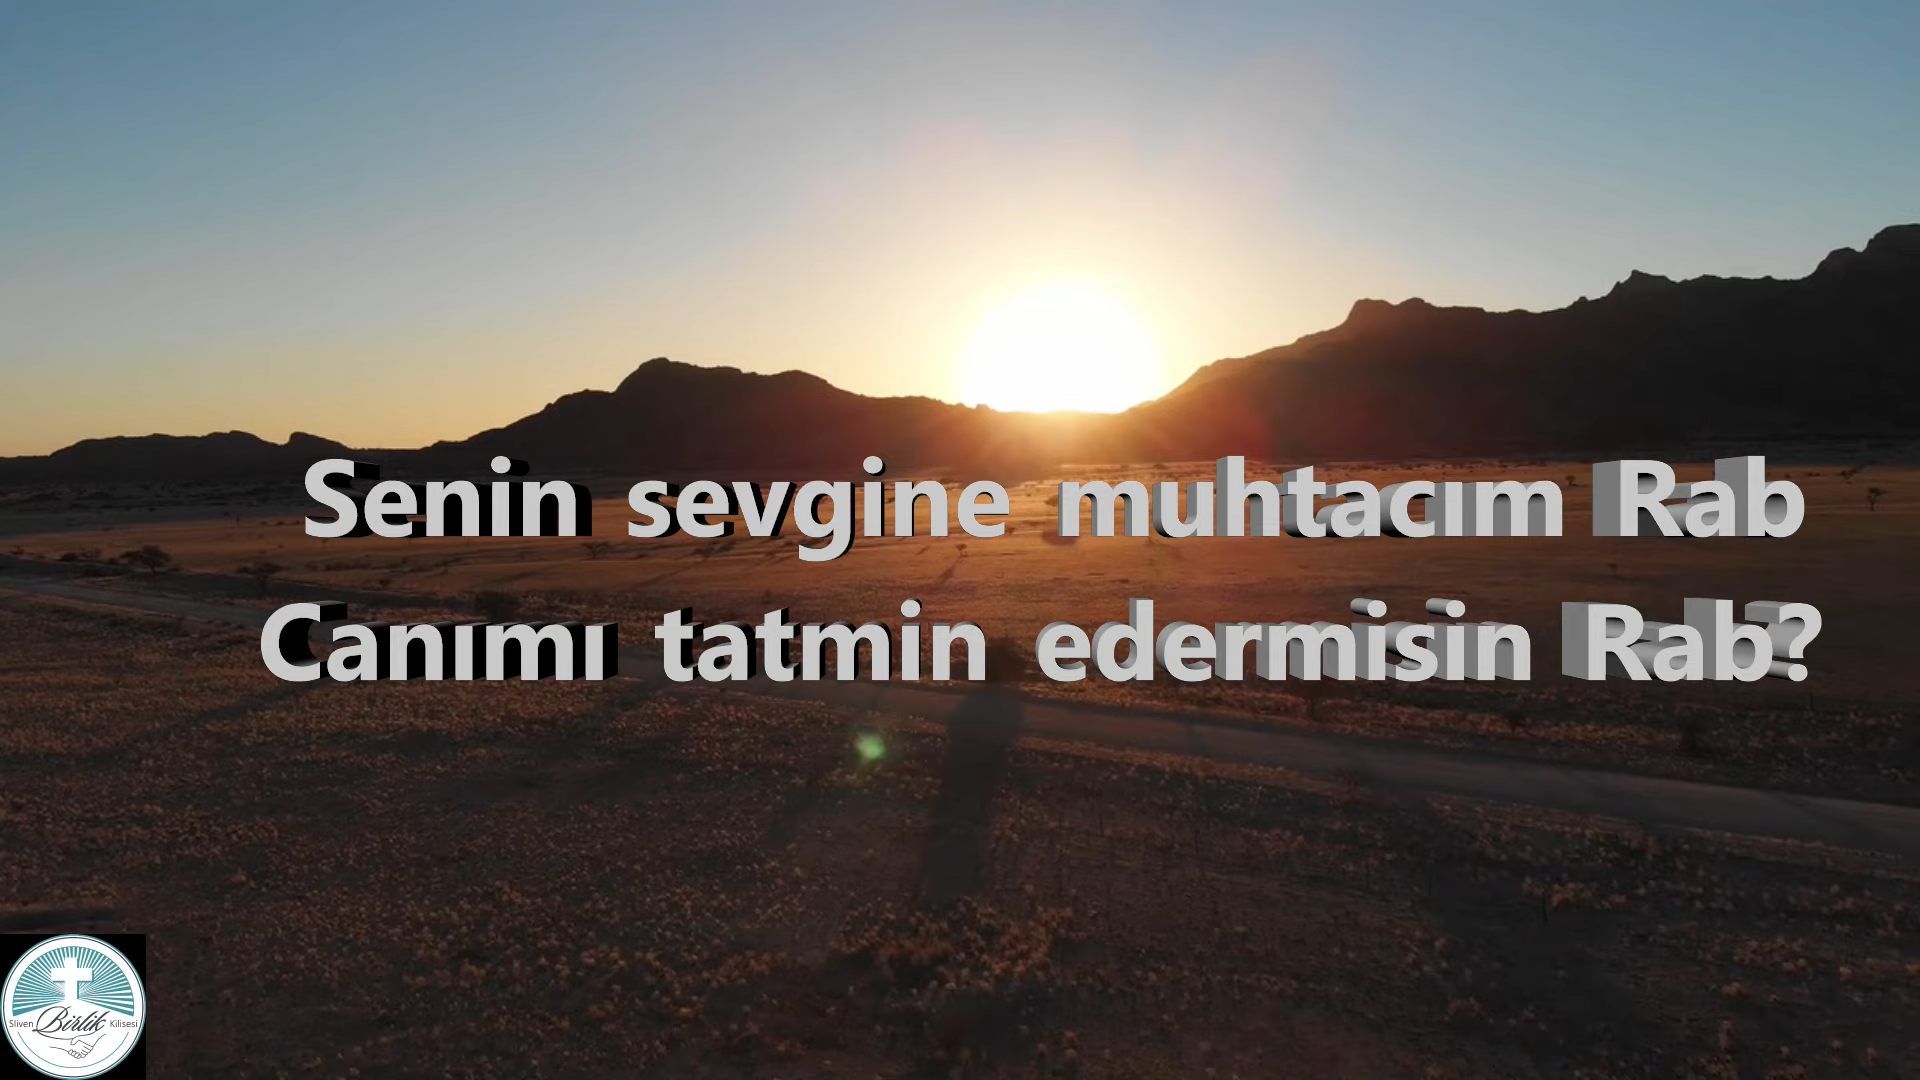 Senin sevgine muhtacım Rab
Canımı tatmin edermisin Rab?
Sliven Birlik Kilisesi